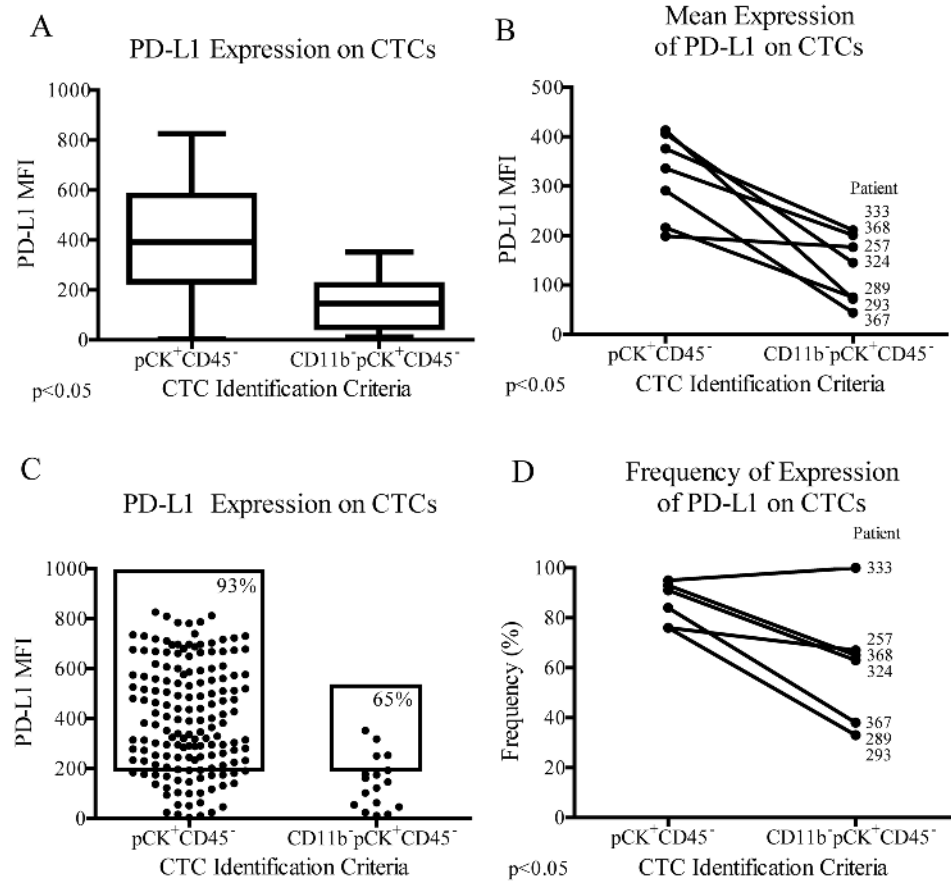 A
PD-L1 Expression on CTCs
1000
800
600
400
200
0
PD-L1 MFI
pCK⁺CD45⁻
CD11b⁻pCK⁺CD45⁻
p<0.05
CTC Identification Criteria
B
Mean Expression
of PD-L1 on CTCs
500
400
300
200
100
0
PD-L1 MFI
Patient
333
368
257
324
289
293
367
pCK⁺CD45⁻
CD11b⁻pCK⁺CD45⁻
p<0.05
CTC Identification Criteria
C
PD-L1 Expression on CTCs
1000
800
600
400
200
0
PD-L1 MFI
93%
65%
pCK⁺CD45⁻
CD11b⁻pCK⁺CD45⁻
CTC Identification Criteria
D
Frequency of Expression
of PD-L1 on CTCs
Patient
100
80
60
40
20
0
Frequency (%)
333
257
368
324
367
289
293
pCK⁺CD45⁻
CD11b⁻pCK⁺CD45⁻
p<0.05
CTC Identification Criteria